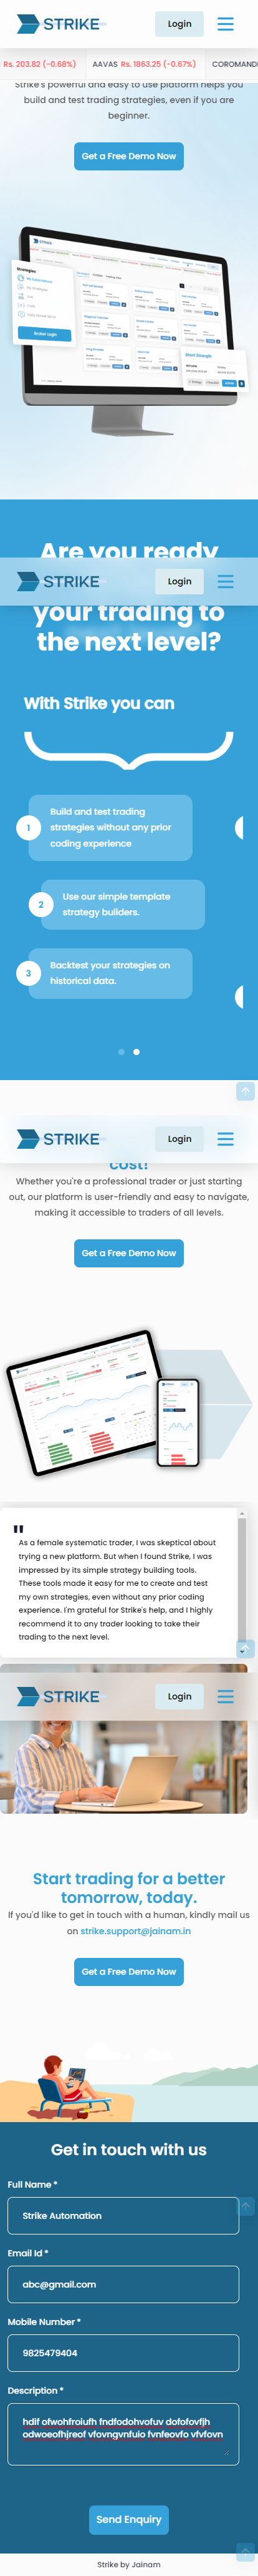 STRIKE
Login
Rs. 203.82 (-0.68%) AAVAS Rs. 1863.25 (-0.67%) COROMAND
Strike's powerful and easy to use platform helps you
build and test trading strategies, even if you are
beginner.
Get a Free Demo Now
Strategies
Broker Login
Short Strangle
Are you ready
STRIKE
Login
your trading to
the next level?
With Strike you can
1
Build and test trading
strategies without any prior
coding experience
2
Use our simple template
strategy builders.
3
Backtest your strategies on
historical data.
STRIKE
Login
cost!
Whether you're a professional trader or just starting
out, our platform is user-friendly and easy to navigate,
making it accessible to traders of all levels.
Get a Free Demo Now
"
As a female systematic trader, I was skeptical about
trying a new platform. But when I found Strike, I was
impressed by its simple strategy building tools.
These tools made it easy for me to create and test
my own strategies, even without any prior coding
experience. I'm grateful for Strike's help, and I highly
recommend it to any trader looking to take their
trading to the next level.
STRIKE
Login
Start trading for a better
tomorrow, today.
If you'd like to get in touch with a human, kindly mail us
on strike.support@jainam.in
Get a Free Demo Now
Get in touch with us
Full Name *
Strike Automation
Email Id *
abc@gmail.com
Mobile Number *
9825479404
Description *
hdif ofwohfroiufh fndfodohvofuv dofofovfjh
odwoeofhjreof vfovngvnfuio fvnfeovfo vfvfovn
Send Enquiry
Strike by Jainam